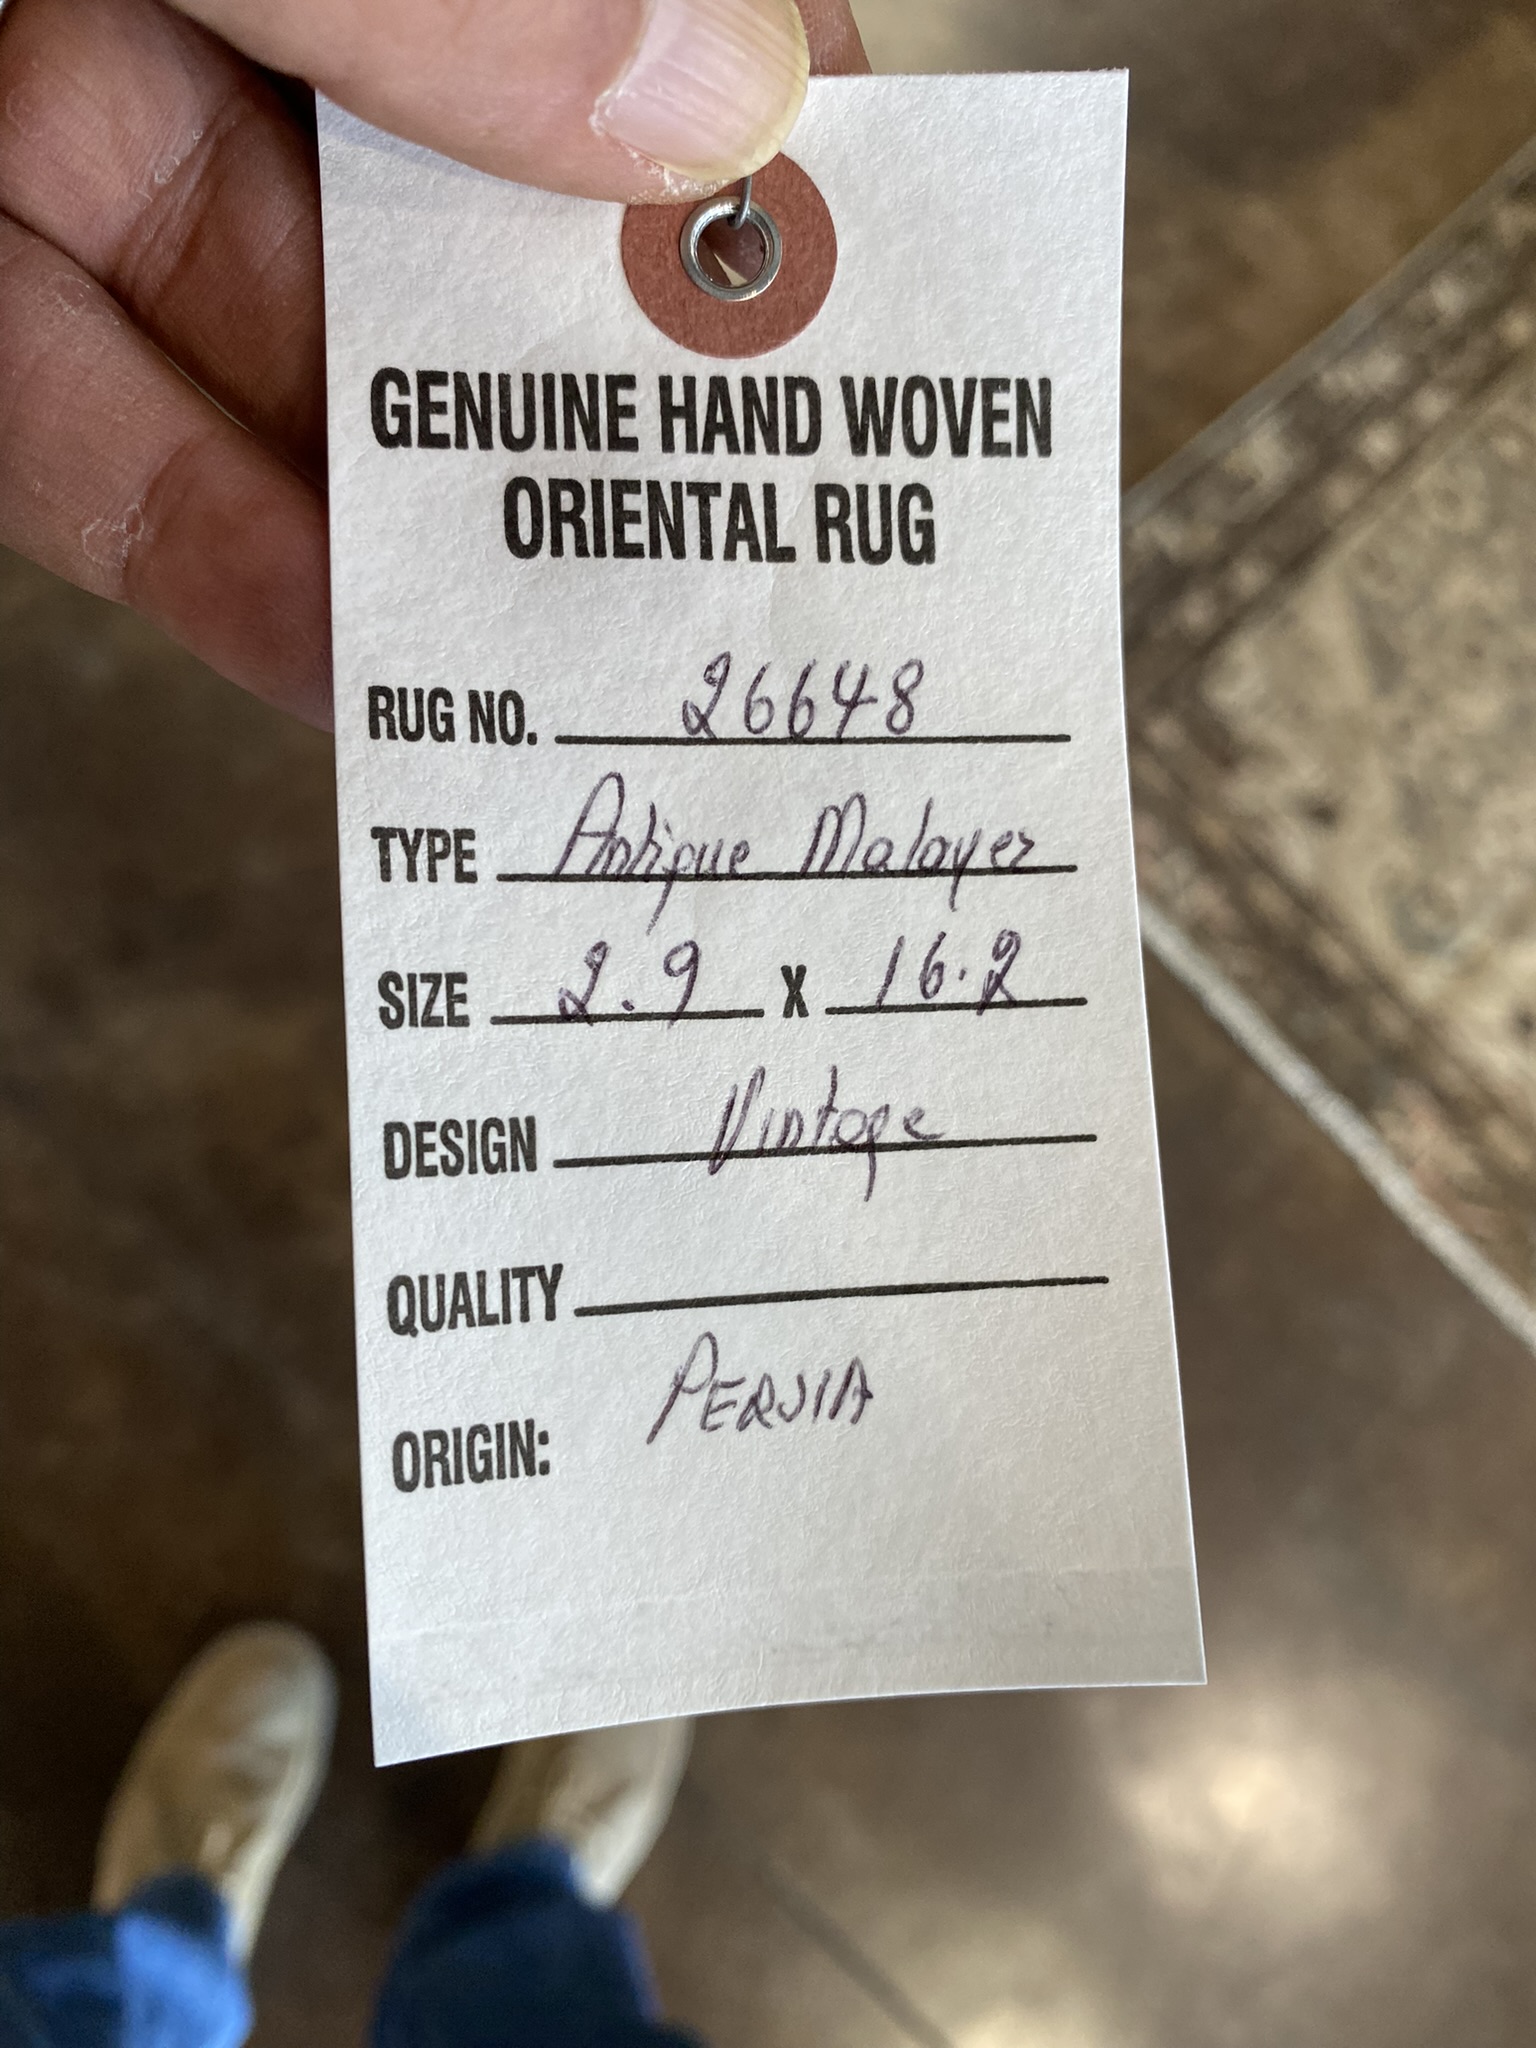 GENUINE HAND WOVEN
ORIENTAL RUG
RUG NO. 26648
TYPE Antique Malayer
SIZE 2.9 X 16.2
DESIGN Vintage
QUALITY
ORIGIN: PERSIA